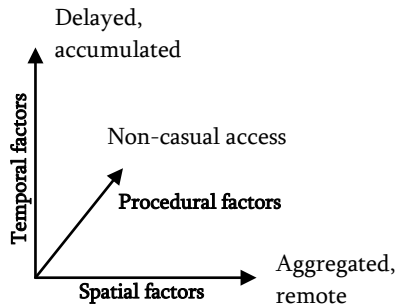 Delayed,
accumulated
Temporal factors
Non-casual access
Procedural factors
Aggregated,
remote
Spatial factors